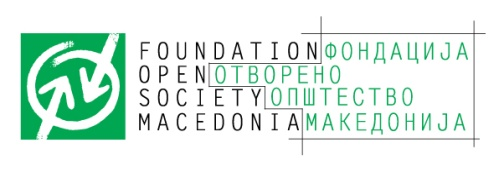 FOUNDATION ФОНДАЦИЈА
OPEN ОТВОРЕНО
SOCIETY ОПШТЕСТВО
MACEDONIA МАКЕДОНИЈА